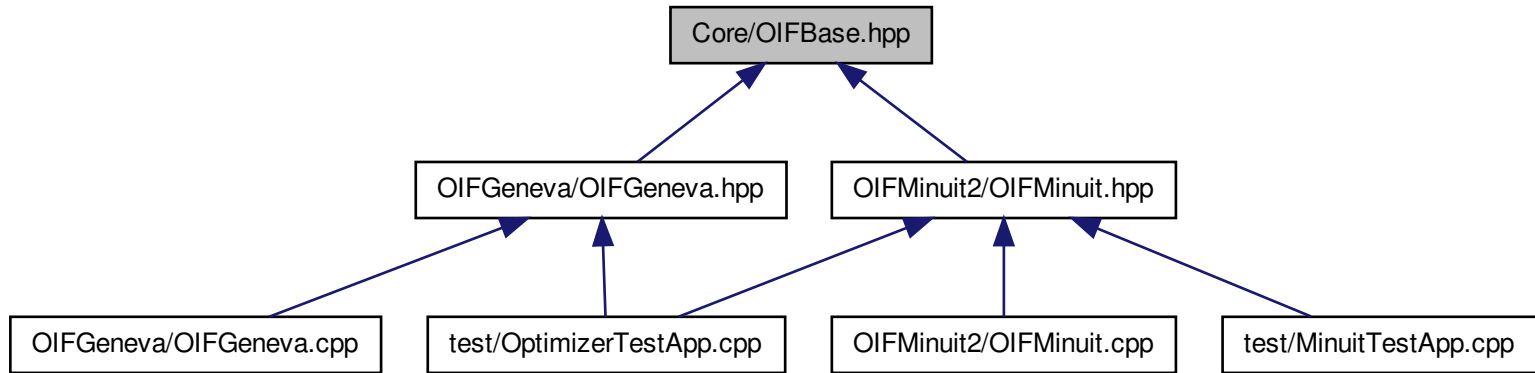 Core/OIFBase.hpp
OIFGeneva/OIFGeneva.hpp
OIFMinuit2/OIFMinuit.hpp
OIFGeneva/OIFGeneva.cpp
test/OptimizerTestApp.cpp
OIFMinuit2/OIFMinuit.cpp
test/MinuitTestApp.cpp